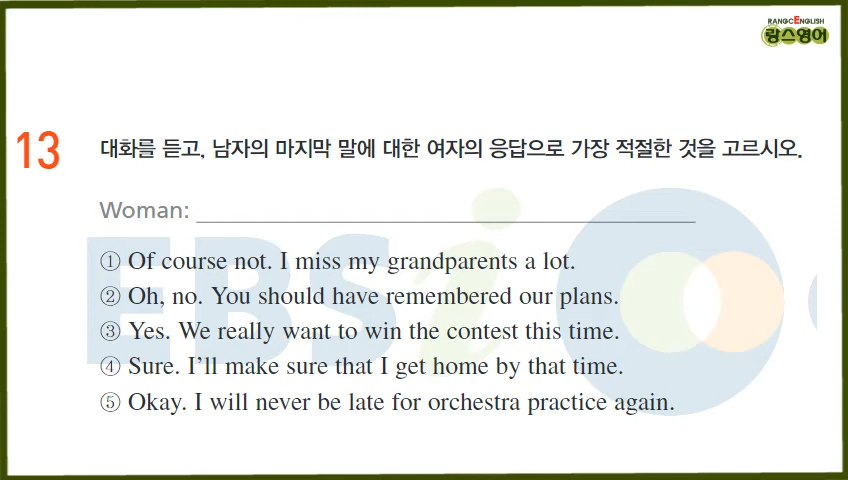 RANGCENGLISH
랑스영어
13 대화를 듣고, 남자의 마지막 말에 대한 여자의 응답으로 가장 적절한 것을 고르시오.
Woman:
EBSi
① Of course not. I miss my grandparents a lot.
② Oh, no. You should have remembered our plans.
③ Yes. We really want to win the contest this time.
④ Sure. I’ll make sure that I get home by that time.
⑤ Okay. I will never be late for orchestra practice again.